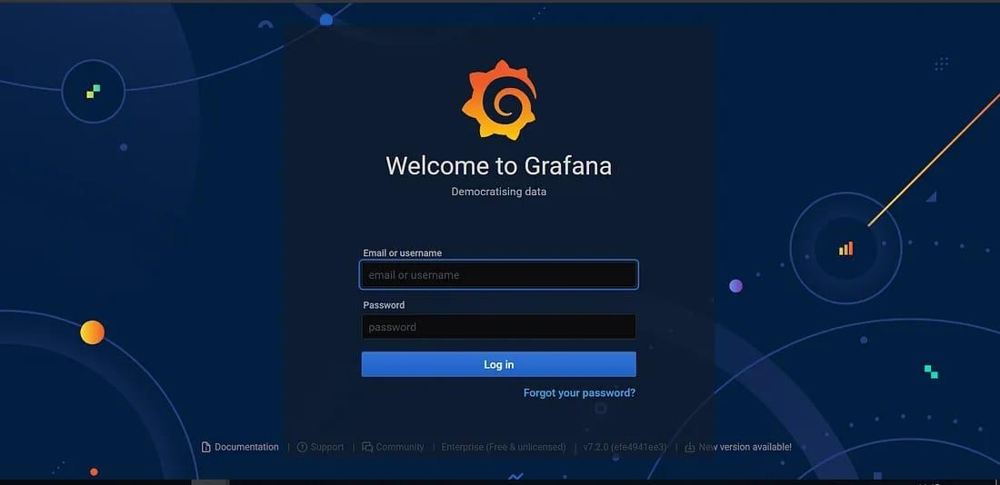 Welcome to Grafana
Democratising data
Email or username
email or username
Password
password
Log in
Forgot your password?
Documentation | Support | Community | Enterprise (Free & unlicensed) | v7.2.0 (efe4941ee3) | New version available!